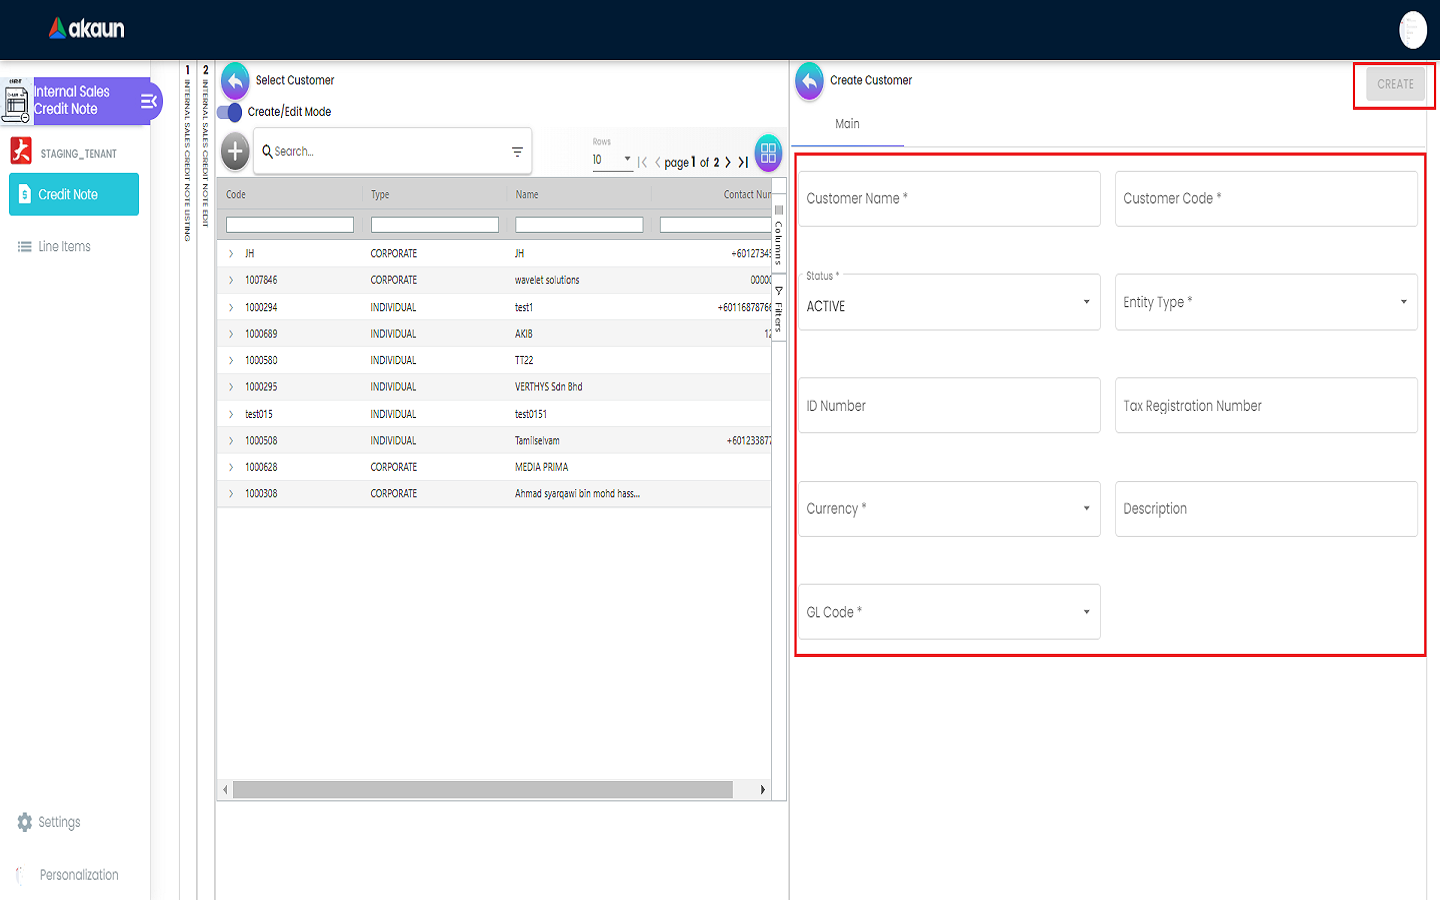 akaun
Internal Sales
Credit Note
STAGING_TENANT
Credit Note
Line Items
Settings
Personalization
1 INTERNAL SALES CREDIT NOTE LISTING
2 INTERNAL SALES CREDIT NOTE EDIT
Select Customer
Create/Edit Mode
Search...
Rows
10
page 1 of 2
Code Type Name Contact Num
JH CORPORATE JH +60127343
1007846 CORPORATE wavelet solutions 00000
1000294 INDIVIDUAL test1 +60116878766
1000689 INDIVIDUAL AKIB 12
1000580 INDIVIDUAL TT22
1000295 INDIVIDUAL VERTHYS Sdn Bhd
test015 INDIVIDUAL test0151
1000508 INDIVIDUAL Tamilselvam +601233877
1000628 CORPORATE MEDIA PRIMA
1000308 CORPORATE Ahmad syarqawi bin mohd hass...
Columns
Filters
Create Customer
CREATE
Main
Customer Name * Customer Code *
Status *
ACTIVE
Entity Type *
ID Number Tax Registration Number
Currency * Description
GL Code *